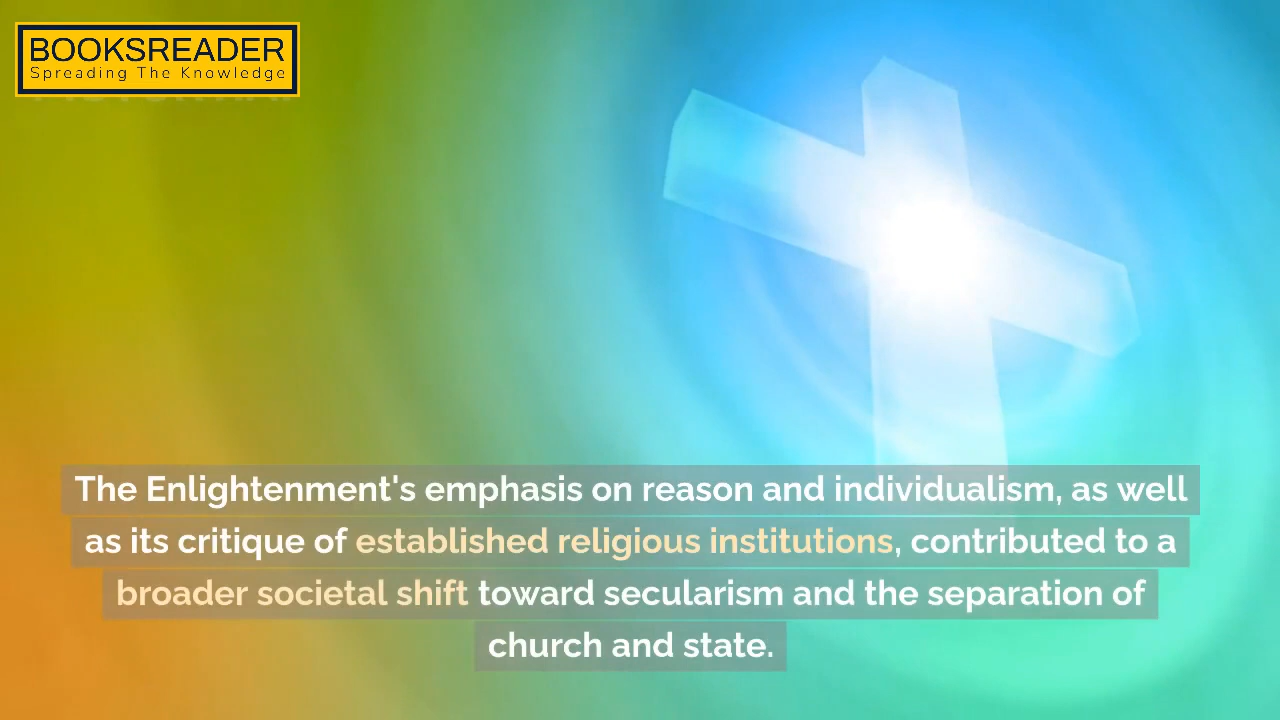 BOOKSREADER
Spreading The Knowledge
The Enlightenment's emphasis on reason and individualism, as well
as its critique of established religious institutions, contributed to a
broader societal shift toward secularism and the separation of
church and state.